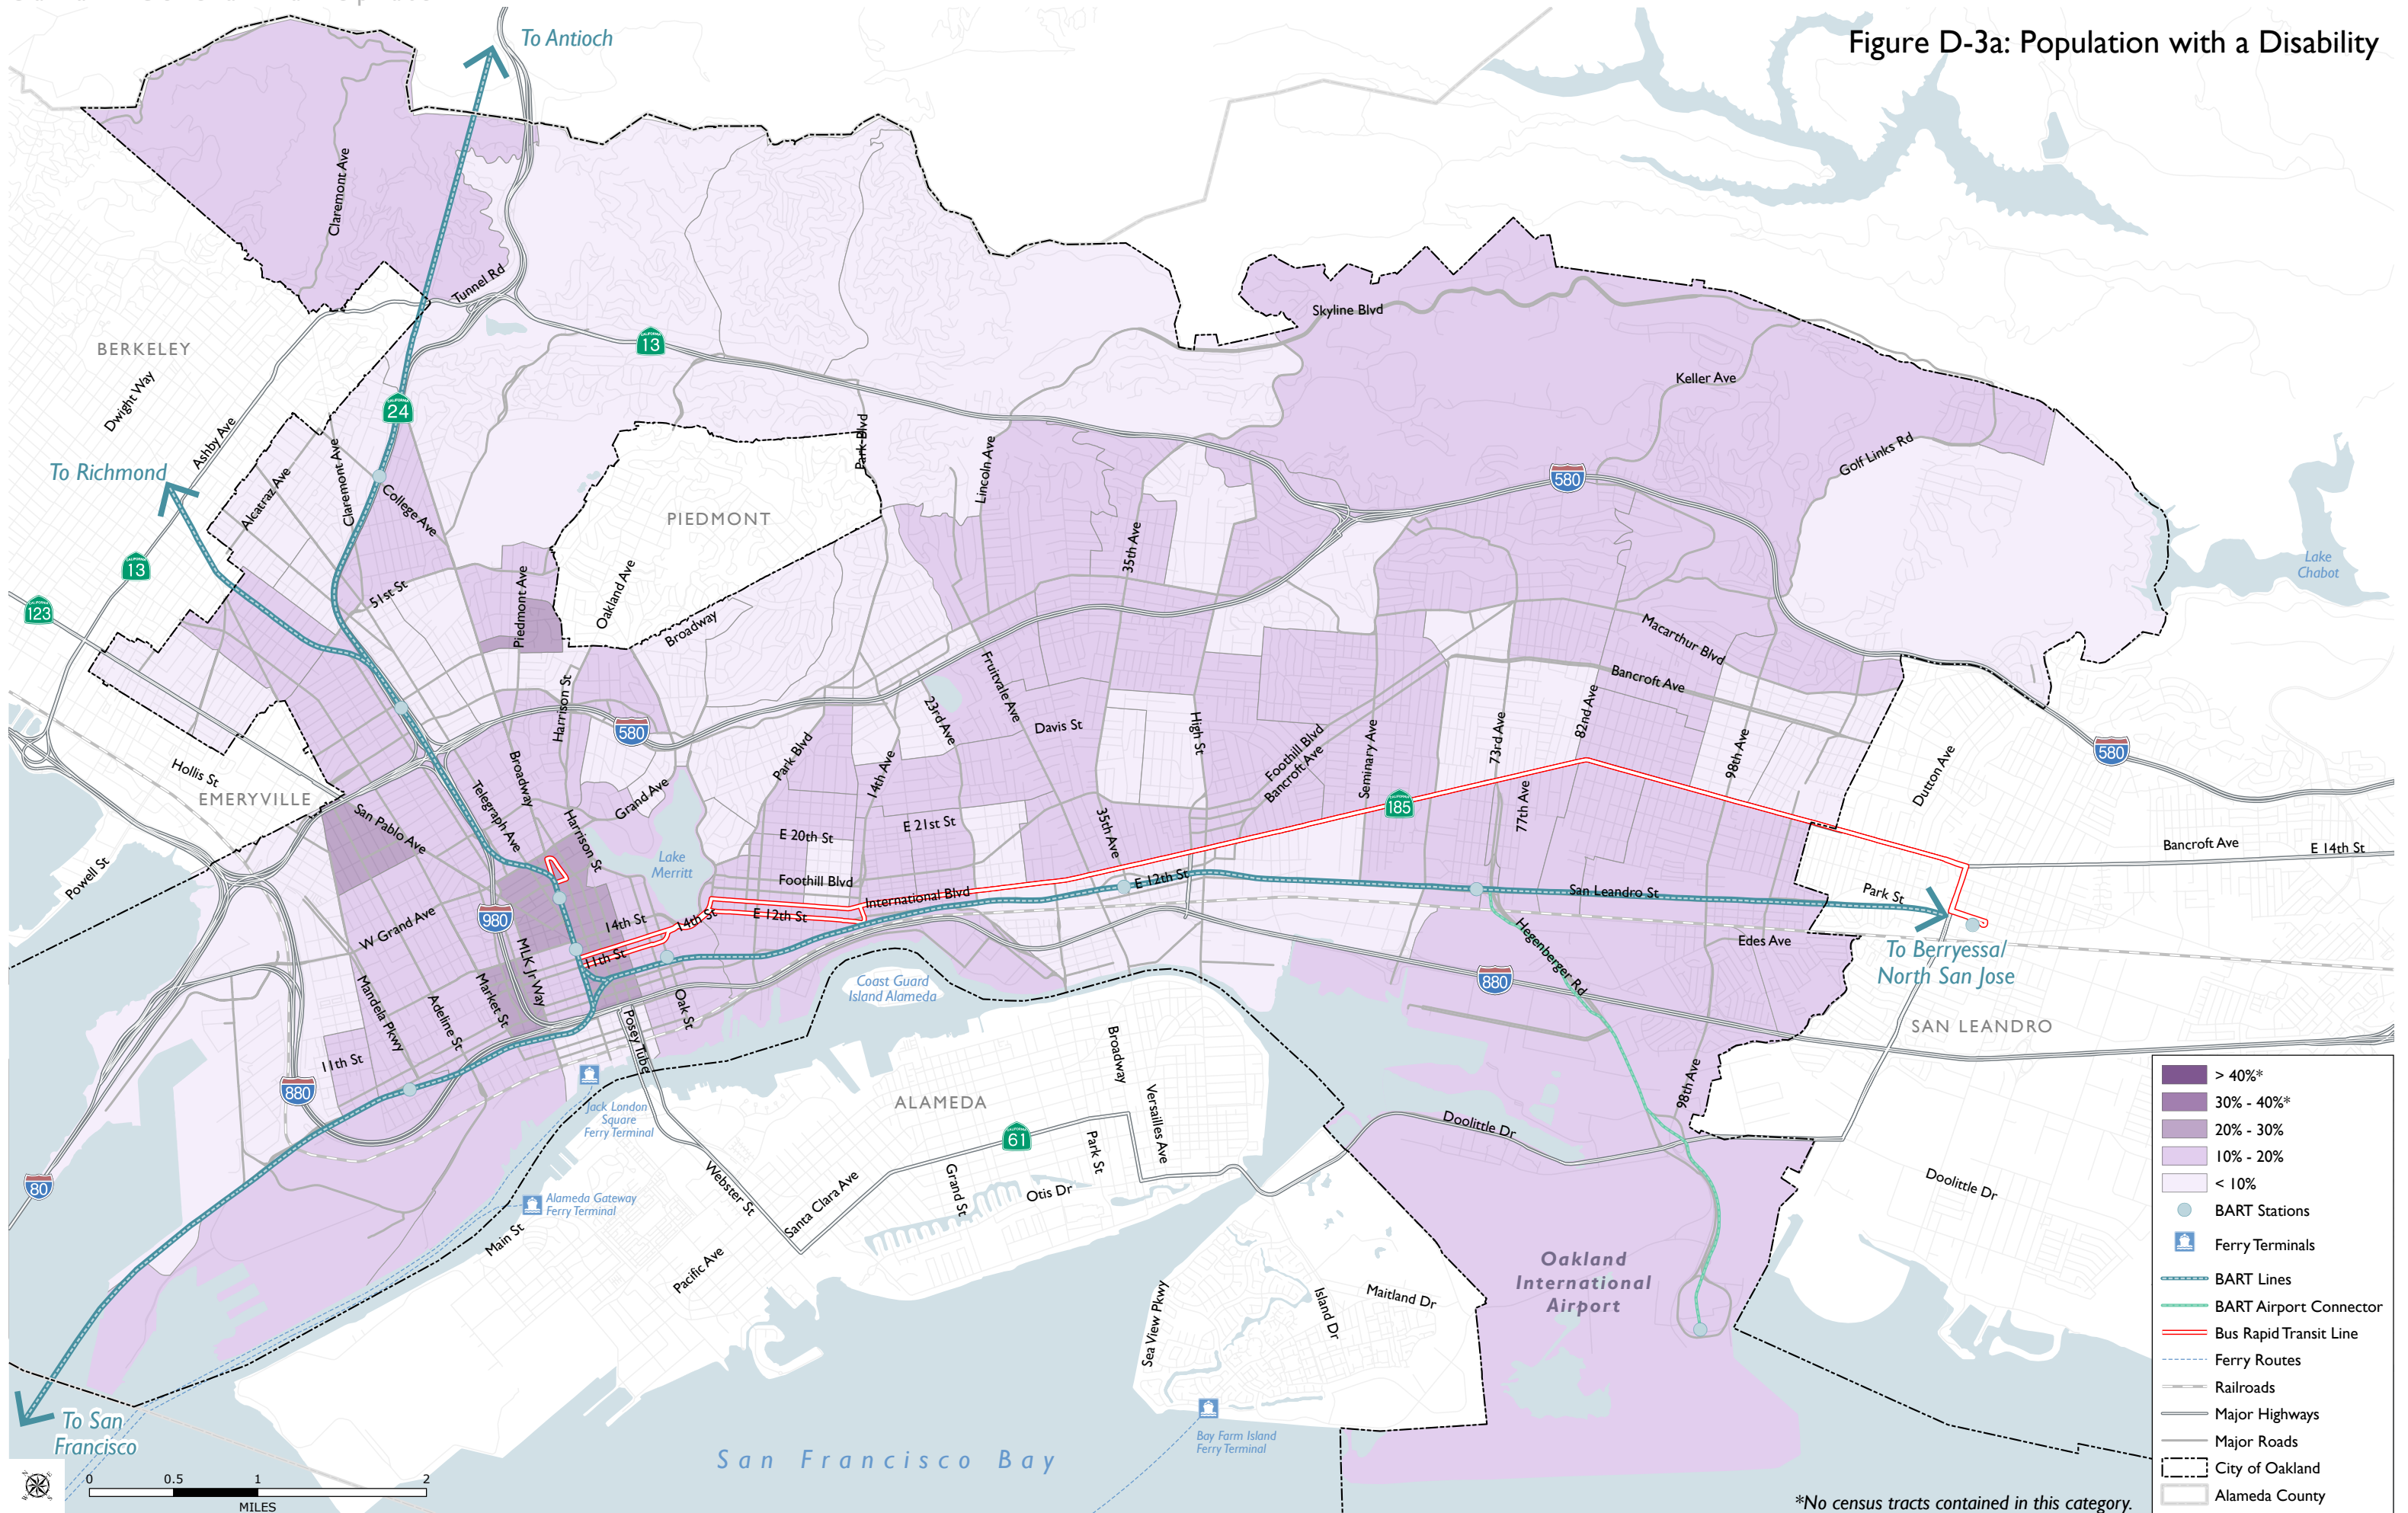 Figure D-3a: Population with a Disability
To Antioch
Claremont Ave
Tunnel Rd
BERKELEY
Dwight Way
Ashby Ave
To Richmond
Alcatraz Ave
Claremont Ave
College Ave
24
13
13
123
51st St
Piedmont Ave
PIEDMONT
Oakland Ave
Broadway
Park Blvd
Lincoln Ave
35th Ave
Skyline Blvd
Keller Ave
Golf Links Rd
580
Lake
Chabot
Macarthur Blvd
Bancroft Ave
Hollis St
EMERYVILLE
Powell St
San Pablo Ave
Telegraph Ave
Broadway
Harrison St
Harrison St
580
Grand Ave
Lake
Merritt
Park Blvd
14th Ave
23rd Ave
Fruitvale Ave
Davis St
High St
Foothill Blvd
Bancroft Ave
Seminary Ave
73rd Ave
77th Ave
82nd Ave
98th Ave
Dutton Ave
580
185
35th Ave
E 20th St
E 21st St
Foothill Blvd
International Blvd
E 12th St
E 12th St
San Leandro St
Bancroft Ave
E 14th St
Park St
To Berryessal
North San Jose
SAN LEANDRO
Edes Ave
Hegenberger Rd
880
98th Ave
W Grand Ave
980
MLK Jr Way
14th St
14th St
11th St
Market St
Adeline St
Mandela Pkwy
11th St
880
80
Oak St
Posey Tube
Coast Guard
Island Alameda
Jack London
Square
Ferry Terminal
Alameda Gateway
Ferry Terminal
Main St
Webster St
Pacific Ave
Santa Clara Ave
ALAMEDA
61
Grand St
Otis Dr
Park St
Broadway
Versailles Ave
Doolittle Dr
Doolittle Dr
Oakland
International
Airport
Sea View Pkwy
Island Dr
Maitland Dr
Bay Farm Island
Ferry Terminal
San Francisco Bay
To San
Francisco
0 0.5 1 2
MILES
> 40%*
30% - 40%*
20% - 30%
10% - 20%
< 10%
BART Stations
Ferry Terminals
BART Lines
BART Airport Connector
Bus Rapid Transit Line
Ferry Routes
Railroads
Major Highways
Major Roads
City of Oakland
Alameda County
*No census tracts contained in this category.